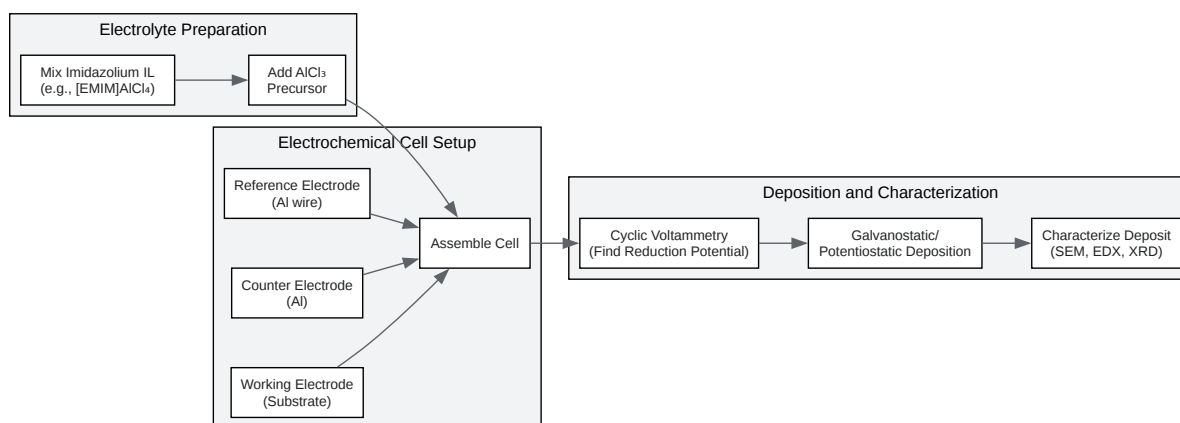 Electrolyte Preparation
Mix Imidazolium IL
(e.g., [EMIM]AlCl₄)
Add AlCl₃
Precursor
Electrochemical Cell Setup
Reference Electrode
(Al wire)
Assemble Cell
Counter Electrode
(Al)
Working Electrode
(Substrate)
Deposition and Characterization
Cyclic Voltammetry
(Find Reduction Potential)
Galvanostatic/
Potentiostatic Deposition
Characterize Deposit
(SEM, EDX, XRD)